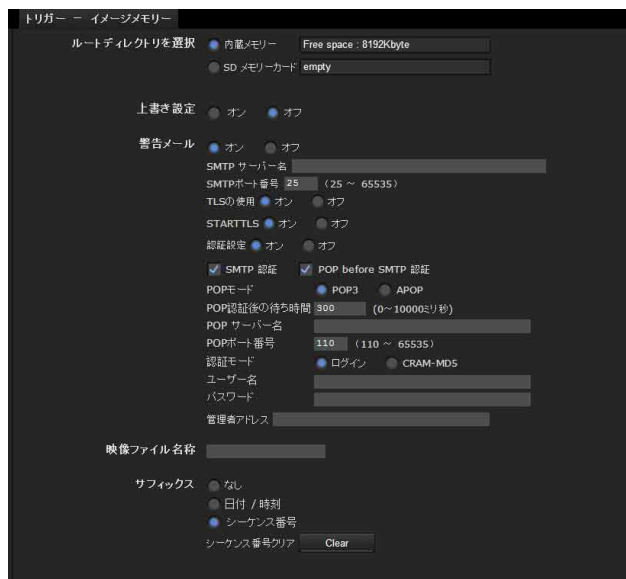 トリガー － イメージメモリー
ルートディレクトリを選択 内蔵メモリー Free space : 8192Kbyte
SD メモリーカード empty
上書き設定 オン オフ
警告メール オン オフ
SMTP サーバー名
SMTPポート番号 25 (25 ～ 65535)
TLSの使用 オン オフ
STARTTLS オン オフ
認証設定 オン オフ
SMTP 認証 POP before SMTP 認証
POPモード POP3 APOP
POP認証後の待ち時間 300 (0～10000ミリ秒)
POP サーバー名
POPポート番号 110 (110 ～ 65535)
認証モード ログイン CRAM-MD5
ユーザー名
パスワード
管理者アドレス
映像ファイル名称
サフィックス なし
日付 / 時刻
シーケンス番号
シーケンス番号クリア Clear